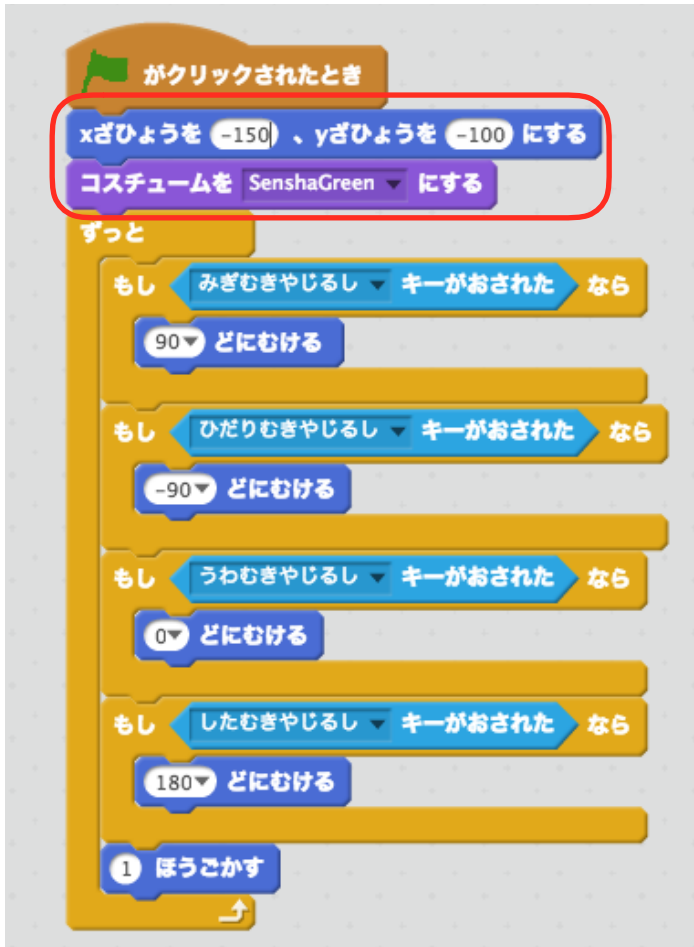 がクリックされたとき
xざひょうを -150 、yざひょうを -100 にする
コスチュームを SenshaGreen にする
ずっと
もし みぎむきやじるし キーがおされた なら
90 どにむける
もし ひだりむきやじるし キーがおされた なら
-90 どにむける
もし うわむきやじるし キーがおされた なら
0 どにむける
もし したむきやじるし キーがおされた なら
180 どにむける
1 ほうごかす